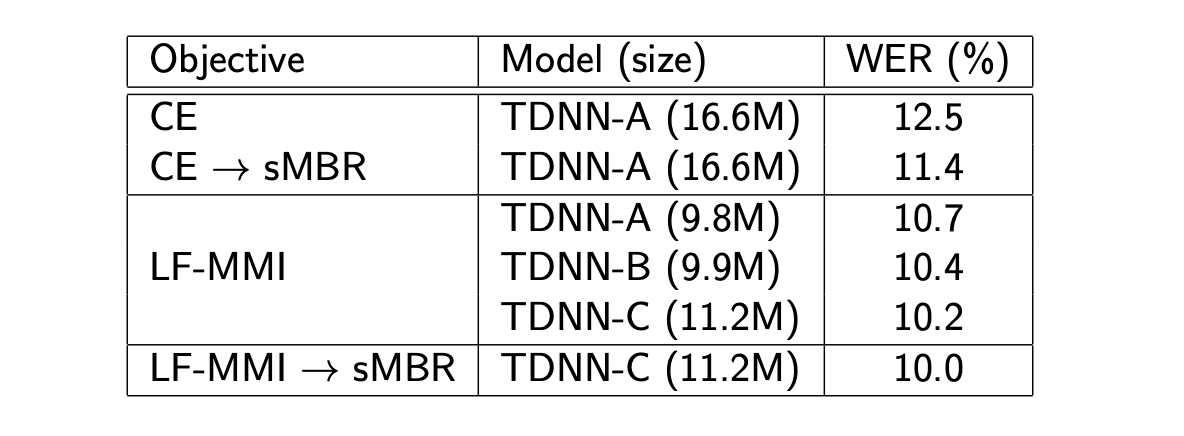 Objective Model (size) WER (%)
CE TDNN-A (16.6M) 12.5
CE → sMBR TDNN-A (16.6M) 11.4
TDNN-A (9.8M) 10.7
LF-MMI TDNN-B (9.9M) 10.4
TDNN-C (11.2M) 10.2
LF-MMI → sMBR TDNN-C (11.2M) 10.0